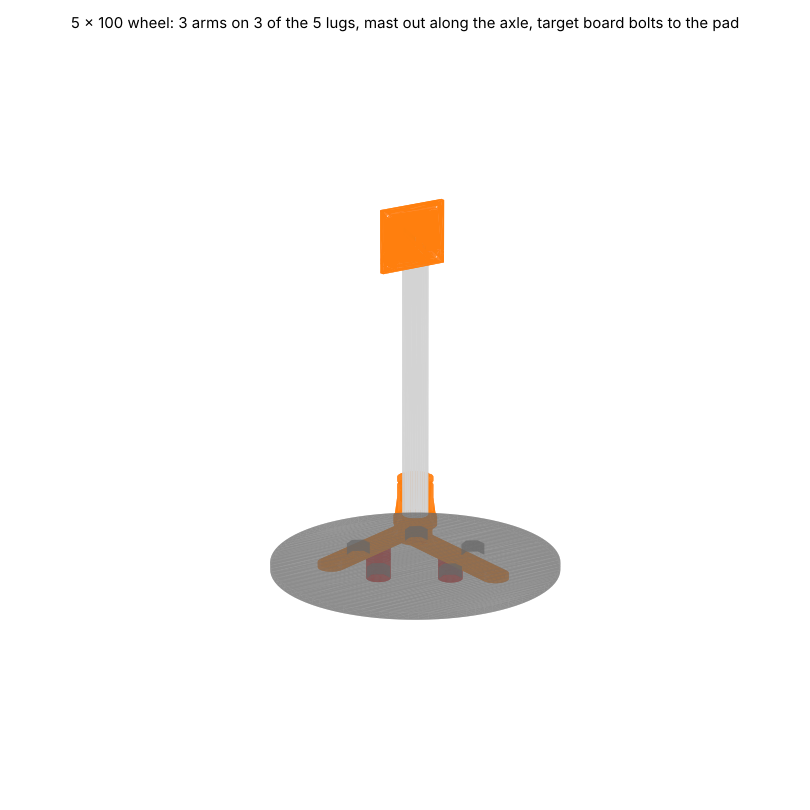 5 × 100 wheel: 3 arms on 3 of the 5 lugs, mast out along the axle, target board bolts to the pad